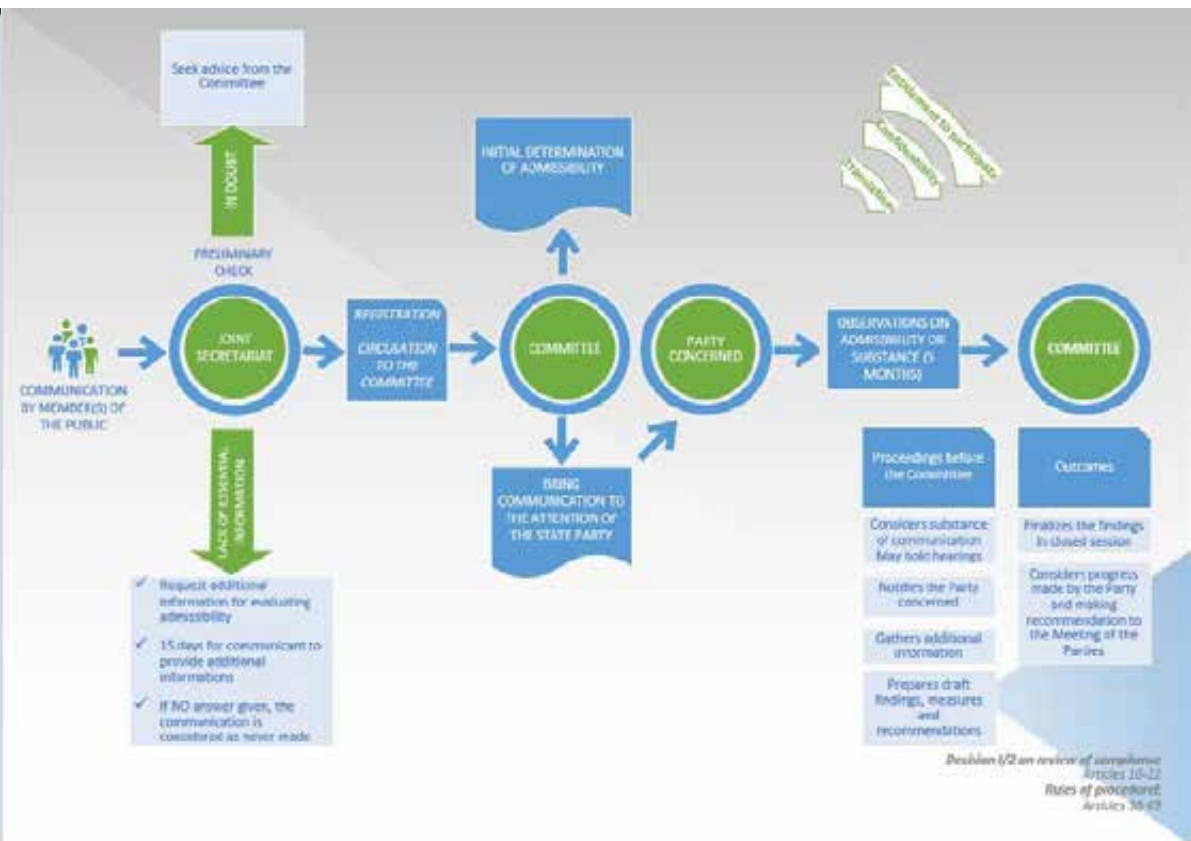 Seek advice from the
Committee
IN DOUBT
PRELIMINARY
CHECK
COMMUNICATION
BY MEMBER(S) OF
THE PUBLIC
JOINT
SECRETARIAT
LACK OF ESSENTIAL
INFORMATION
✓ Request additional
information for evaluating
✓ 15 days for communicant to
provide additional
informations
✓ If NO answer given, the
communication is
considered as never made
REGISTRATION
CIRCULATION
TO THE
COMMITTEE
INITIAL DETERMINATION
OF ADMISSIBILITY
COMMITTEE
BRING
COMMUNICATION TO
THE ATTENTION OF
THE STATE PARTY
PARTY
CONCERNED
Entitlement to participate
Confidentiality
Translation
OBSERVATIONS ON
ADMISSIBILITY OR
SUBSTANCE (5
MONTHS)
COMMITTEE
Proceedings before
the Committee
Considers substance
of communication
May hold hearings
Notifies the Party
concerned
Gathers additional
information
Prepares draft
findings, measures
and
recommendations
Outcomes
Finalizes the findings
in closed session
Considers progress
made by the Party
and making
recommendation to
the Meeting of the
Parties
Decision I/2 on review of compliance
Articles
Rules of procedure
Articles